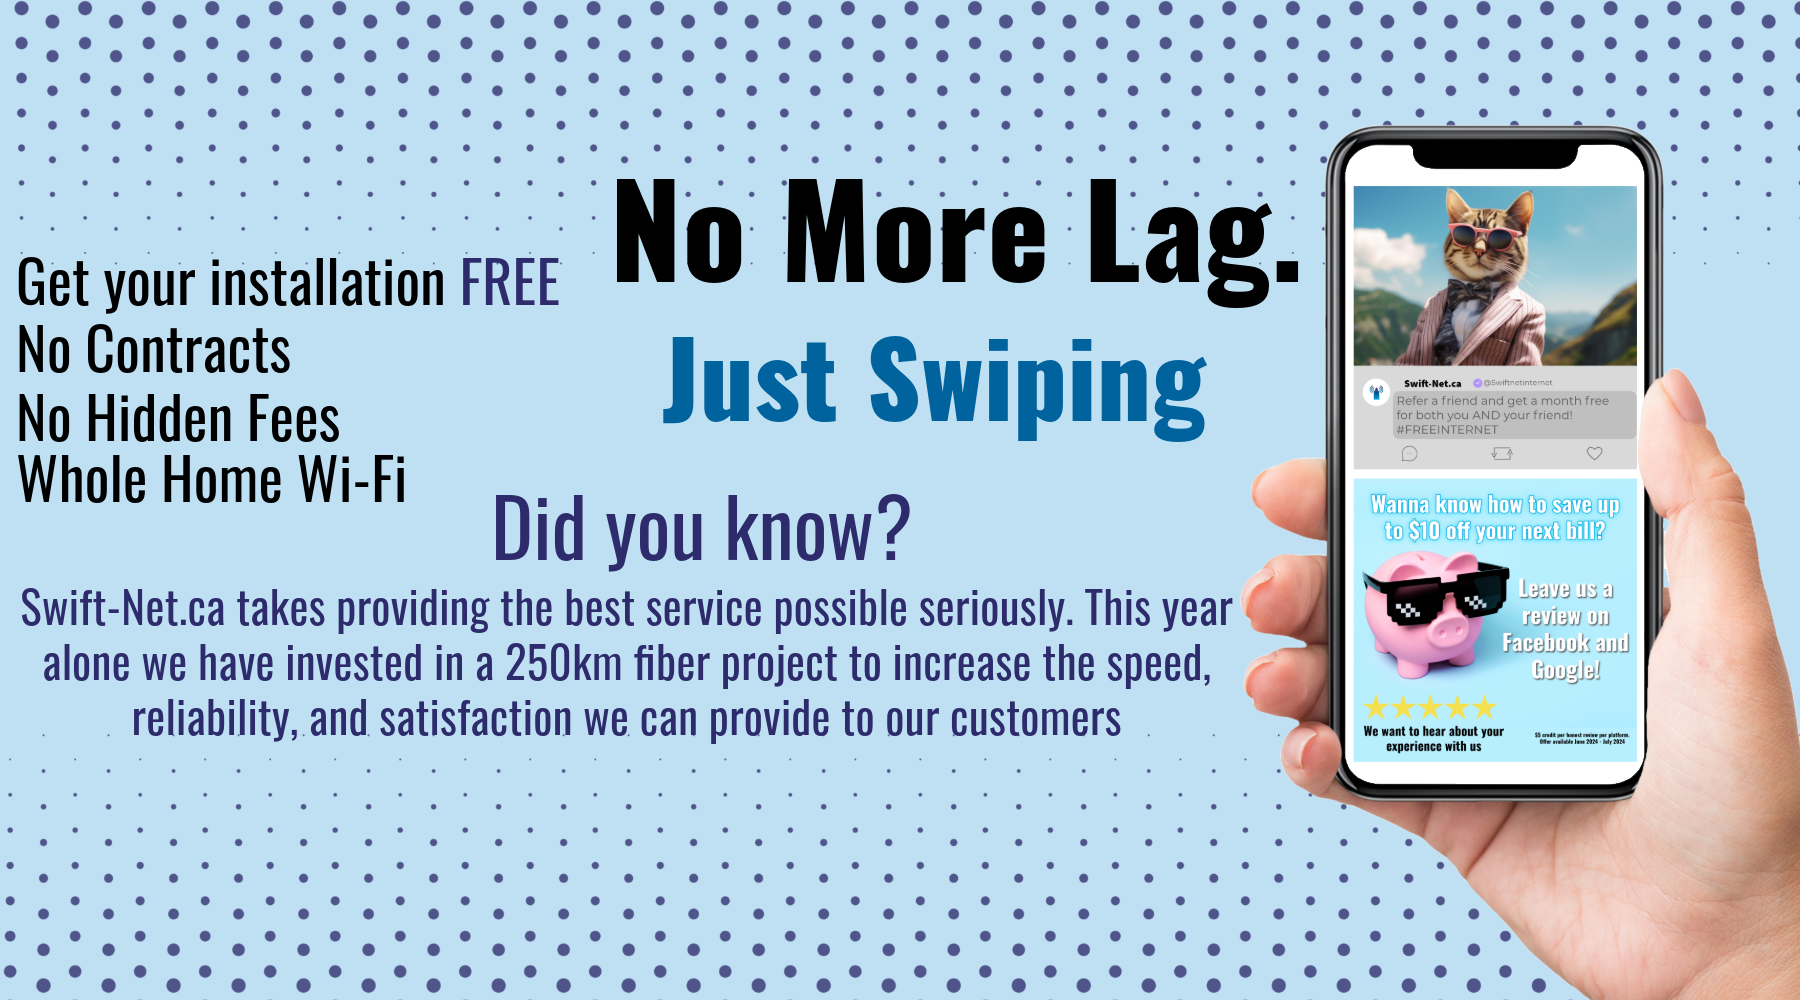 No More Lag.
Just Swiping
Get your installation FREE
No Contracts
No Hidden Fees
Whole Home Wi-Fi
Did you know?
Swift-Net.ca takes providing the best service possible seriously. This year
alone we have invested in a 250km fiber project to increase the speed,
reliability, and satisfaction we can provide to our customers
Swift-Net.ca @Swiftnetinternet
Refer a friend and get a month free
for both you AND your friend!
#FREEINTERNET
Wanna know how to save up
to $10 off your next bill?
Leave us a
review on
Facebook and
Google!
We want to hear about your
experience with us
$5 credit per honest review per platform.
Offer available June 2024 - July 2024